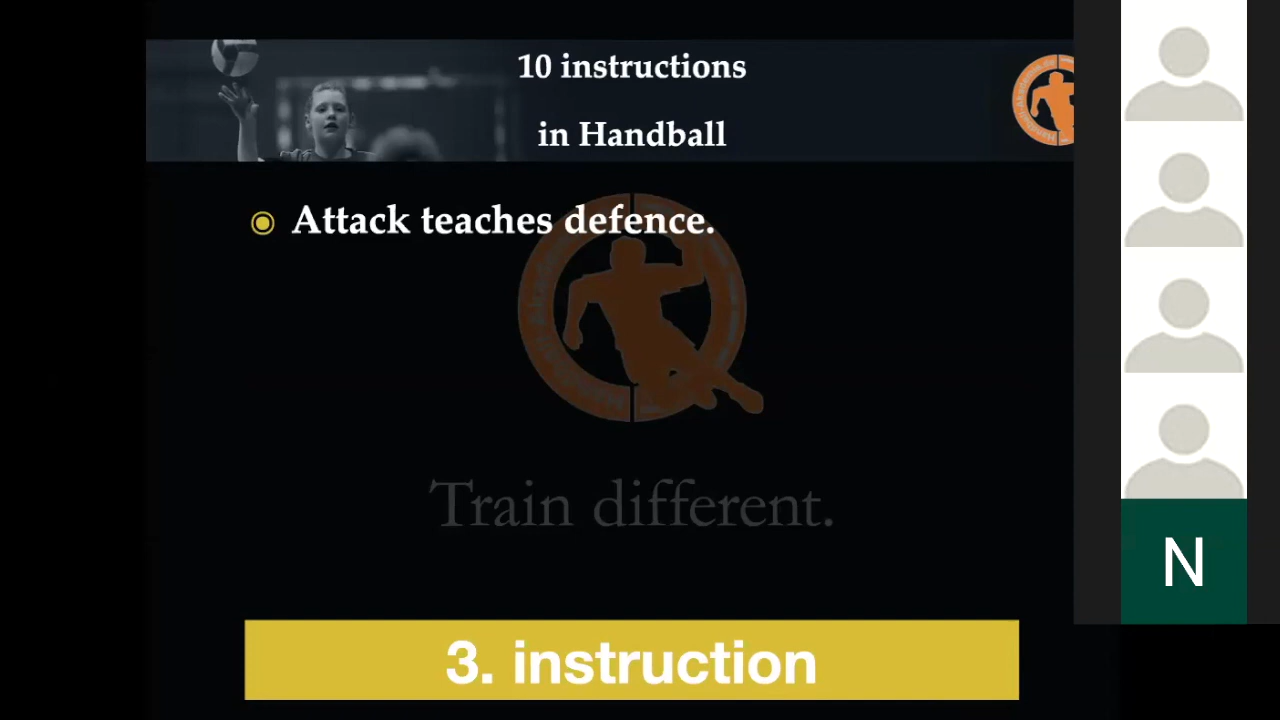 10 instructions
in Handball
Attack teaches defence.
Train different.
3. instruction
N